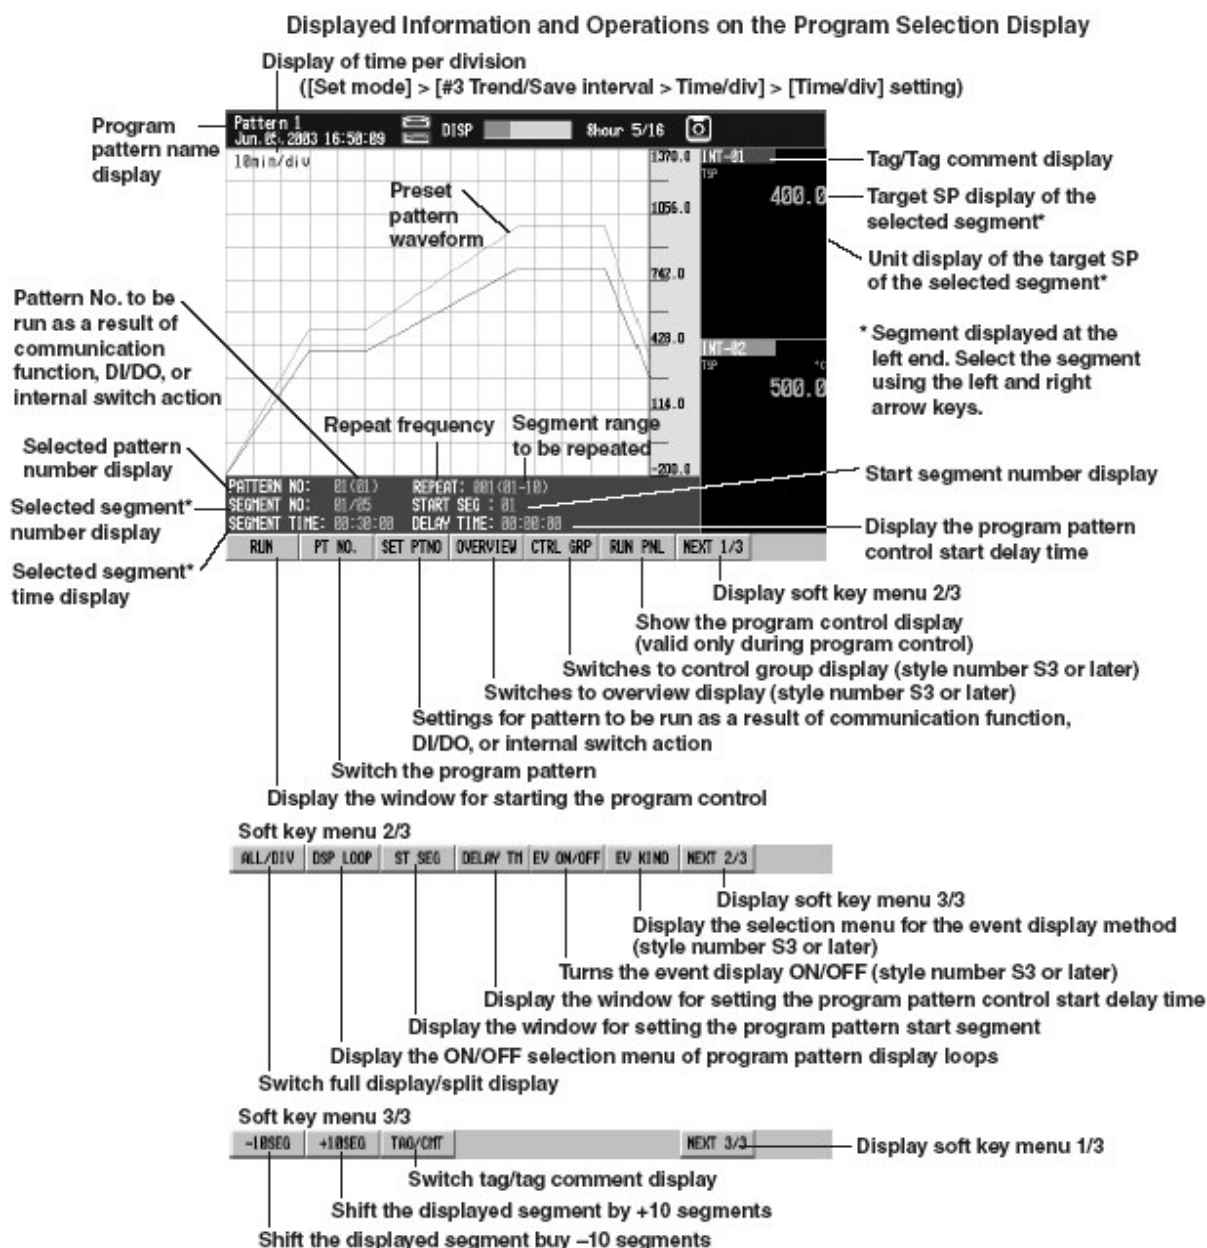 Displayed Information and Operations on the Program Selection Display
Display of time per division
([Set mode] > [#3 Trend/Save interval > Time/div] > [Time/div] setting)
Program
pattern name
display
Pattern 1
Jun.05.2003 16:50:09
DISP
8hour 5/16
10min/div
1370.0
1056.0
742.0
428.0
114.0
-200.0
INT-01
TSP
400.0
INT-02
TSP
°C
500.0
Tag/Tag comment display
Target SP display of the
selected segment*
Unit display of the target SP
of the selected segment*
* Segment displayed at the
left end. Select the segment
using the left and right
arrow keys.
Preset
pattern
waveform
Pattern No. to be
run as a result of
communication
function, DI/DO, or
internal switch action
Repeat frequency
Segment range
to be repeated
Selected pattern
number display
Selected segment*
number display
Selected segment*
time display
Start segment number display
Display the program pattern
control start delay time
PATTERN NO: 01(01) REPEAT: 001(01-10)
SEGMENT NO: 01/05 START SEG : 01
SEGMENT TIME: 00:30:00 DELAY TIME: 00:00:00
RUN PT NO. SET PTNO OVERVIEW CTRL GRP RUN PNL NEXT 1/3
Display soft key menu 2/3
Show the program control display
(valid only during program control)
Switches to control group display (style number S3 or later)
Switches to overview display (style number S3 or later)
Settings for pattern to be run as a result of communication function,
DI/DO, or internal switch action
Switch the program pattern
Display the window for starting the program control
Soft key menu 2/3
ALL/DIV DSP LOOP ST SEG DELAY TM EV ON/OFF EV KIND NEXT 2/3
Display soft key menu 3/3
Display the selection menu for the event display method
(style number S3 or later)
Turns the event display ON/OFF (style number S3 or later)
Display the window for setting the program pattern control start delay time
Display the window for setting the program pattern start segment
Display the ON/OFF selection menu of program pattern display loops
Switch full display/split display
Soft key menu 3/3
-10SEG +10SEG TAG/CMT NEXT 3/3
Display soft key menu 1/3
Switch tag/tag comment display
Shift the displayed segment by +10 segments
Shift the displayed segment buy –10 segments